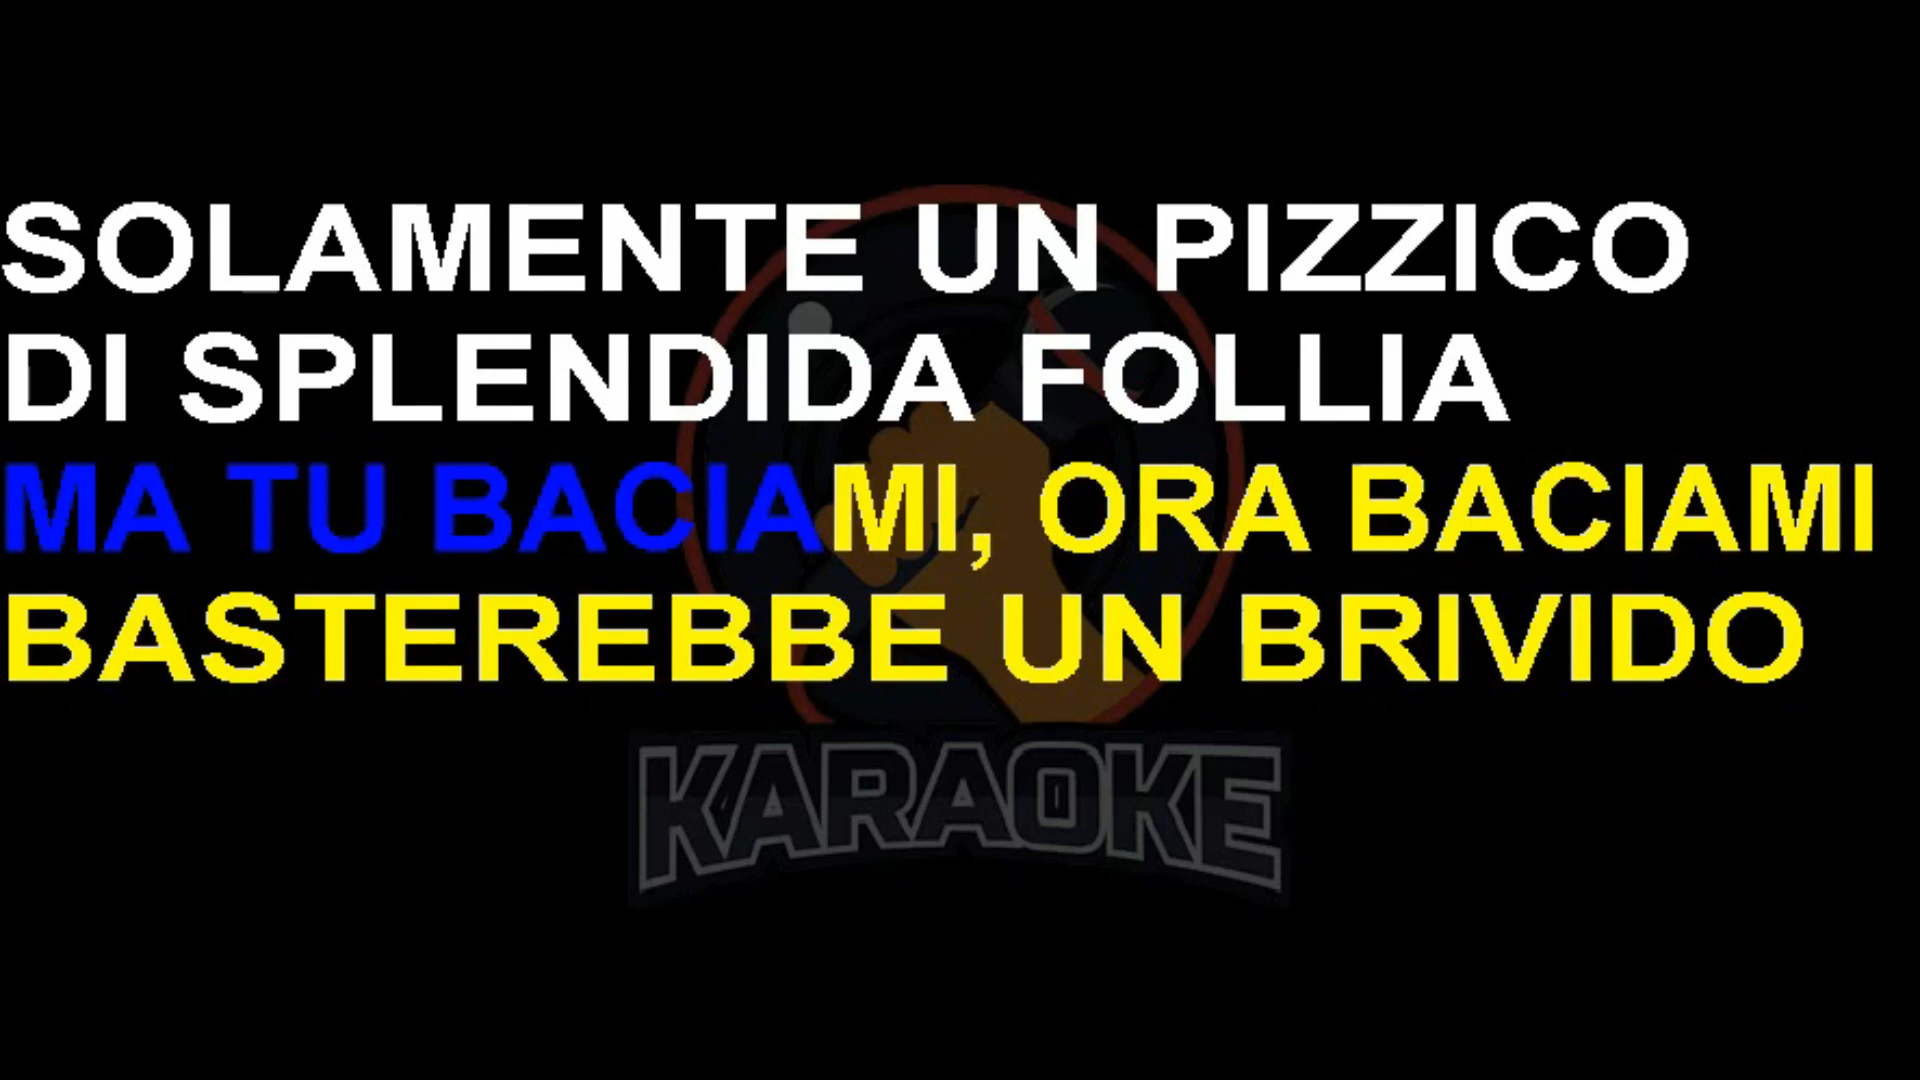 SOLAMENTE UN PIZZICO
DI SPLENDIDA FOLLIA
MA TU BACIAMI, ORA BACIAMI
BASTEREBBE UN BRIVIDO
KARAOKE